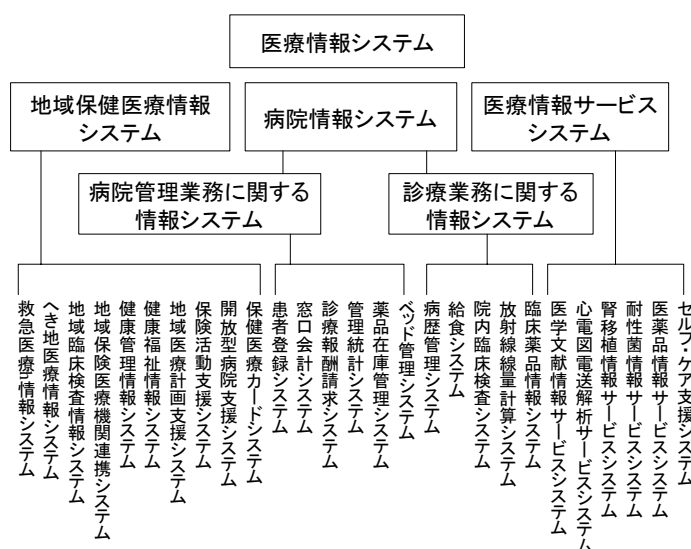 医療情報システム
地域保健医療情報
システム
病院情報システム
医療情報サービス
システム
病院管理業務に関する
情報システム
診療業務に関する
情報システム
救急医療情報システム
へき地医療情報システム
地域臨床検査情報システム
地域保険医療機関連携システム
健康管理情報システム
健康福祉情報システム
地域医療計画支援システム
保険活動支援システム
開放型病院支援システム
保健医療カードシステム
患者登録システム
窓口会計システム
診療報酬請求システム
管理統計システム
薬品在庫管理システム
ベッド管理システム
病歴管理システム
給食システム
院内臨床検査システム
放射線線量計算システム
臨床薬品情報システム
医学文献情報サービスシステム
心電図電送解析サービスシステム
腎移植情報サービスシステム
耐性菌情報サービスシステム
医薬品情報サービスシステム
セルフ・ケア支援システム